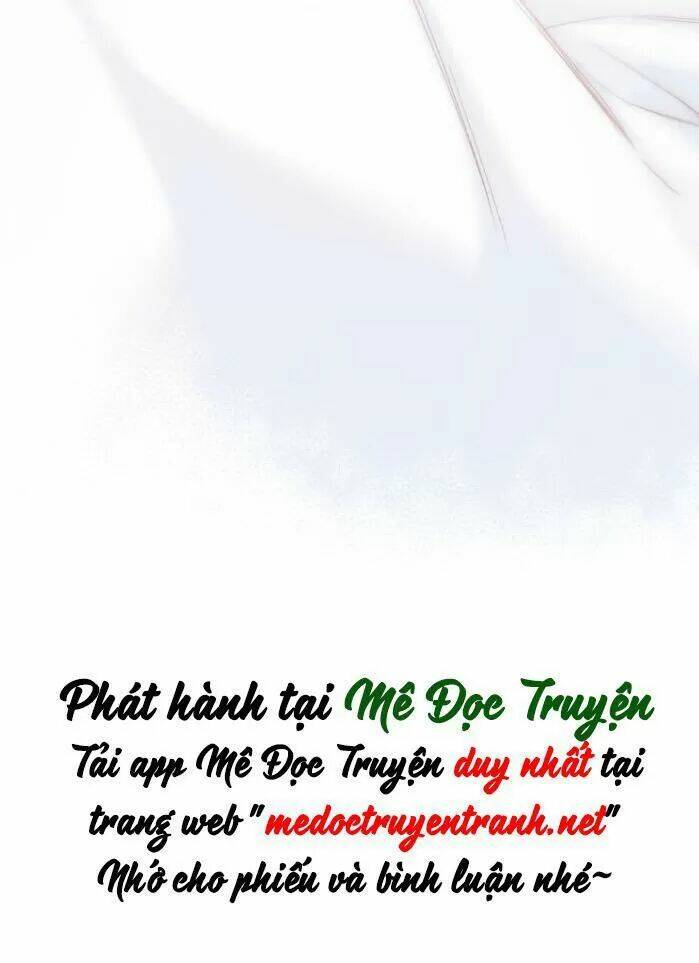 Phát hành tại Mê Đọc Truyện
Tải app Mê Đọc Truyện duy nhất tại
trang web "medoctruyentranh.net"
Nhớ cho phiếu và bình luận nhé~